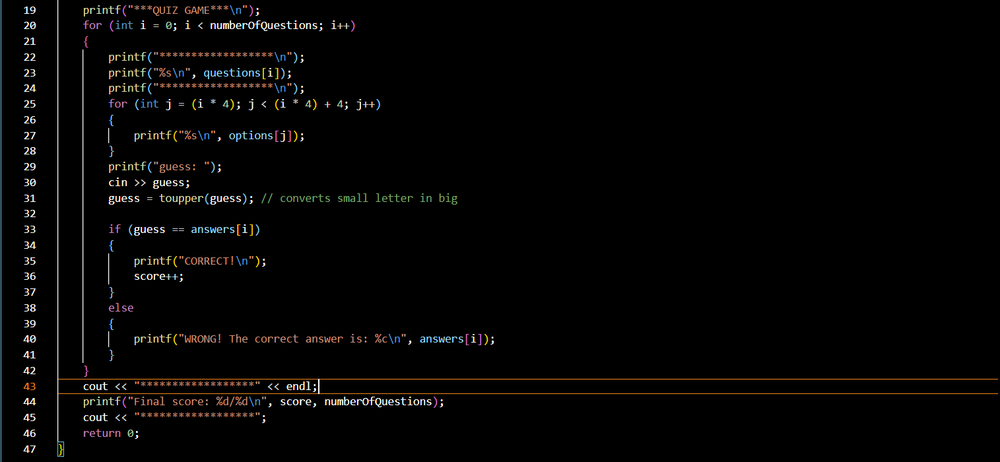 19 printf("***QUIZ GAME***\n");
20 for (int i = 0; i < numberOfQuestions; i++)
21 {
22 printf("******************\n");
23 printf("%s\n", questions[i]);
24 printf("******************\n");
25 for (int j = (i * 4); j < (i * 4) + 4; j++)
26 {
27 printf("%s\n", options[j]);
28 }
29 printf("guess: ");
30 cin >> guess;
31 guess = toupper(guess); // converts small letter in big
32
33 if (guess == answers[i])
34 {
35 printf("CORRECT!\n");
36 score++;
37 }
38 else
39 {
40 printf("WRONG! The correct answer is: %c\n", answers[i]);
41 }
42 }
43 cout << "******************" << endl;
44 printf("Final score: %d/%d\n", score, numberOfQuestions);
45 cout << "******************";
46 return 0;
47 }